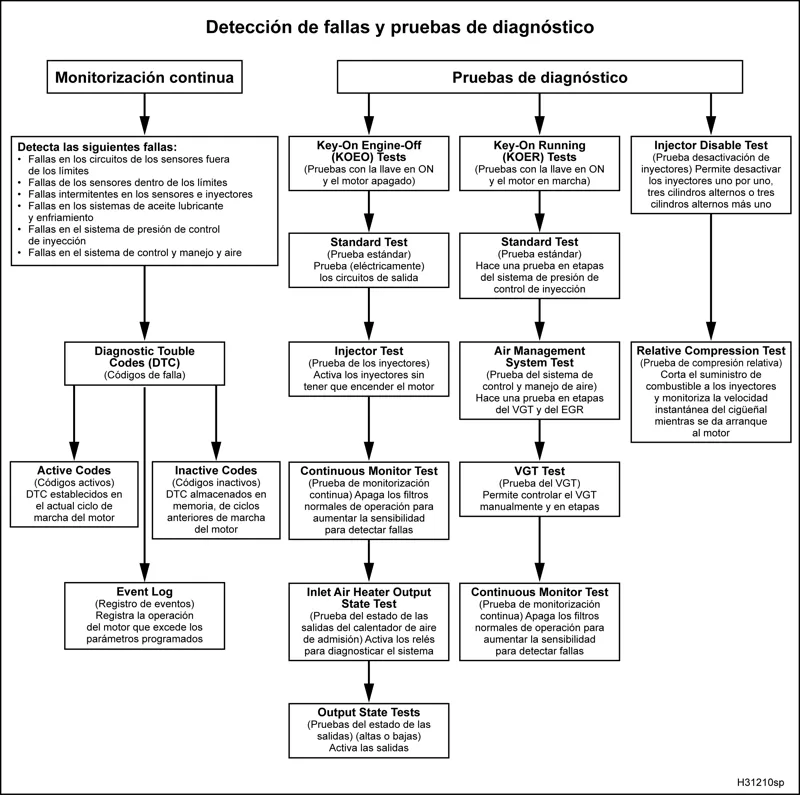 Detección de fallas y pruebas de diagnóstico
Monitorización continua
Detecta las siguientes fallas:
• Fallas en los circuitos de los sensores fuera
de los límites
• Fallas de los sensores dentro de los límites
• Fallas intermitentes en los sensores e inyectores
• Fallas en los sistemas de aceite lubricante
y enfriamiento
• Fallas en el sistema de presión de control
de inyección
• Fallas en el sistema de control y manejo y aire
Diagnostic Touble
Codes (DTC)
(Códigos de falla)
Active Codes
(Códigos activos)
DTC establecidos en
el actual ciclo de
marcha del motor
Inactive Codes
(Códigos inactivos)
DTC almacenados en
memoria, de ciclos
anteriores de marcha
del motor
Event Log
(Registro de eventos)
Registra la operación
del motor que excede los
parámetros programados
Pruebas de diagnóstico
Key-On Engine-Off
(KOEO) Tests
(Pruebas con la llave en ON
y el motor apagado)
Standard Test
(Prueba estándar)
Prueba (eléctricamente)
los circuitos de salida
Injector Test
(Prueba de los inyectores)
Activa los inyectores sin
tener que encender el motor
Continuous Monitor Test
(Prueba de monitorización
continua) Apaga los filtros
normales de operación para
aumentar la sensibilidad
para detectar fallas
Inlet Air Heater Output
State Test
(Prueba del estado de las
salidas del calentador de aire
de admisión) Activa los relés
para diagnosticar el sistema
Output State Tests
(Pruebas del estado de las
salidas) (altas o bajas)
Activa las salidas
Key-On Running
(KOER) Tests
(Pruebas con la llave en ON
y el motor en marcha)
Standard Test
(Prueba estándar)
Hace una prueba en etapas
del sistema de presión de
control de inyección
Air Management
System Test
(Prueba del sistema de
control y manejo de aire)
Hace una prueba en etapas
del VGT y del EGR
VGT Test
(Prueba del VGT)
Permite controlar el VGT
manualmente y en etapas
Continuous Monitor Test
(Prueba de monitorización
continua) Apaga los filtros
normales de operación para
aumentar la sensibilidad
para detectar fallas
Injector Disable Test
(Prueba desactivación de
inyectores) Permite desactivar
los inyectores uno por uno,
tres cilindros alternos o tres
cilindros alternos más uno
Relative Compression Test
(Prueba de compresión relativa)
Corta el suministro de
combustible a los inyectores
y monitoriza la velocidad
instantánea del cigüeñal
mientras se da arranque
al motor
H31210sp